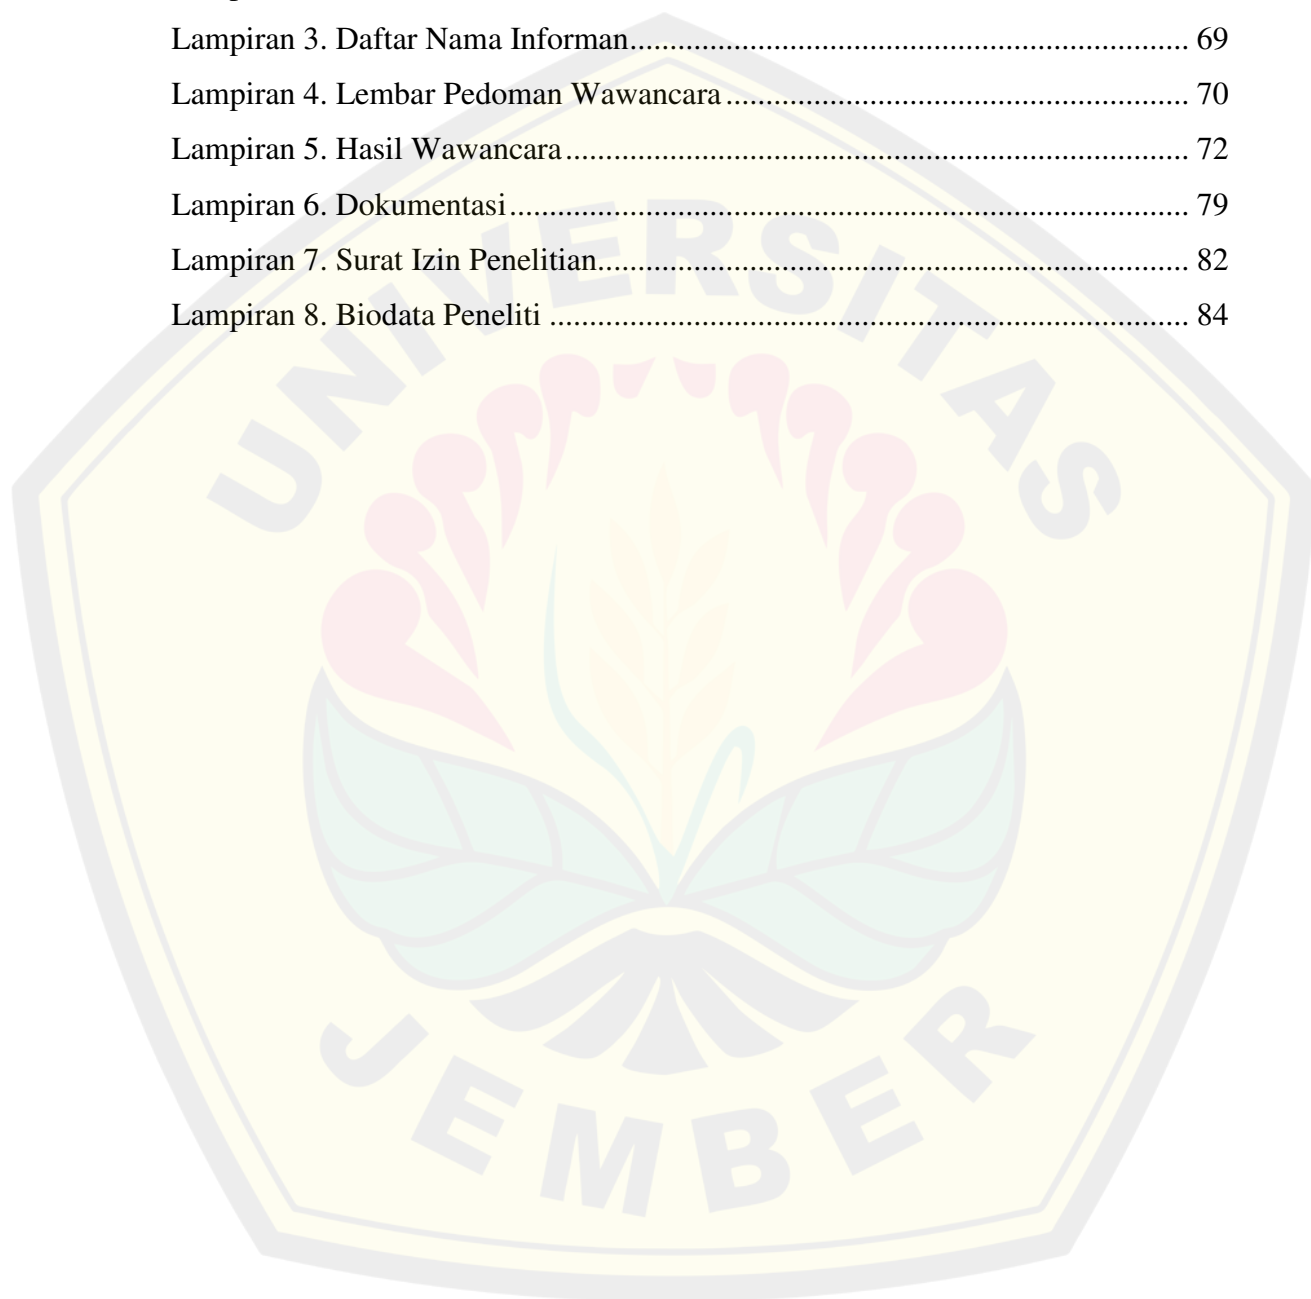 Lampiran 3. Daftar Nama Informan..................................................................... 69
Lampiran 4. Lembar Pedoman Wawancara......................................................... 70
Lampiran 5. Hasil Wawancara............................................................................. 72
Lampiran 6. Dokumentasi.................................................................................... 79
Lampiran 7. Surat Izin Penelitian......................................................................... 82
Lampiran 8. Biodata Peneliti ............................................................................... 84
UNIVERSITAS
JEMBER